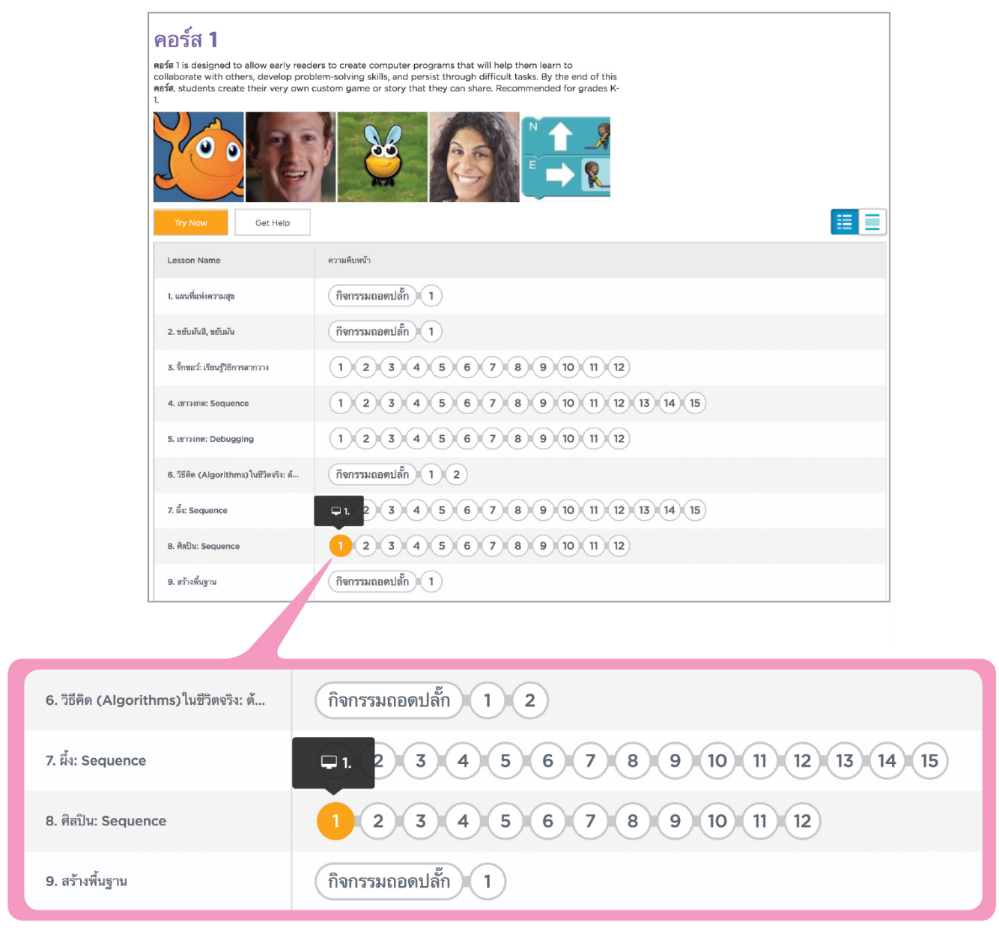 คอร์ส 1
คอร์ส 1 is designed to allow early readers to create computer programs that will help them learn to
collaborate with others, develop problem-solving skills, and persist through difficult tasks. By the end of this
คอร์ส, students create their very own custom game or story that they can share. Recommended for grades K-
1.
N
E
Try Now Get Help
Lesson Name ความคืบหน้า
1. แผนที่แห่งความสุข กิจกรรมถอดปลั๊ก 1
2. ขยับมันสิ, ขยับมัน กิจกรรมถอดปลั๊ก 1
3. จิ๊กซอว์: เรียนรู้วิธีการลากวาง 1 2 3 4 5 6 7 8 9 10 11 12
4. เขาวงกต: Sequence 1 2 3 4 5 6 7 8 9 10 11 12 13 14 15
5. เขาวงกต: Debugging 1 2 3 4 5 6 7 8 9 10 11 12
6. วิธีคิด (Algorithms) ในชีวิตจริง: ต้... กิจกรรมถอดปลั๊ก 1 2
7. ผึ้ง: Sequence 1. 2 3 4 5 6 7 8 9 10 11 12 13 14 15
8. ศิลปิน: Sequence 1 2 3 4 5 6 7 8 9 10 11 12
9. สร้างพื้นฐาน กิจกรรมถอดปลั๊ก 1
6. วิธีคิด (Algorithms) ในชีวิตจริง: ต้... กิจกรรมถอดปลั๊ก 1 2
7. ผึ้ง: Sequence 1. 2 3 4 5 6 7 8 9 10 11 12 13 14 15
8. ศิลปิน: Sequence 1 2 3 4 5 6 7 8 9 10 11 12
9. สร้างพื้นฐาน กิจกรรมถอดปลั๊ก 1